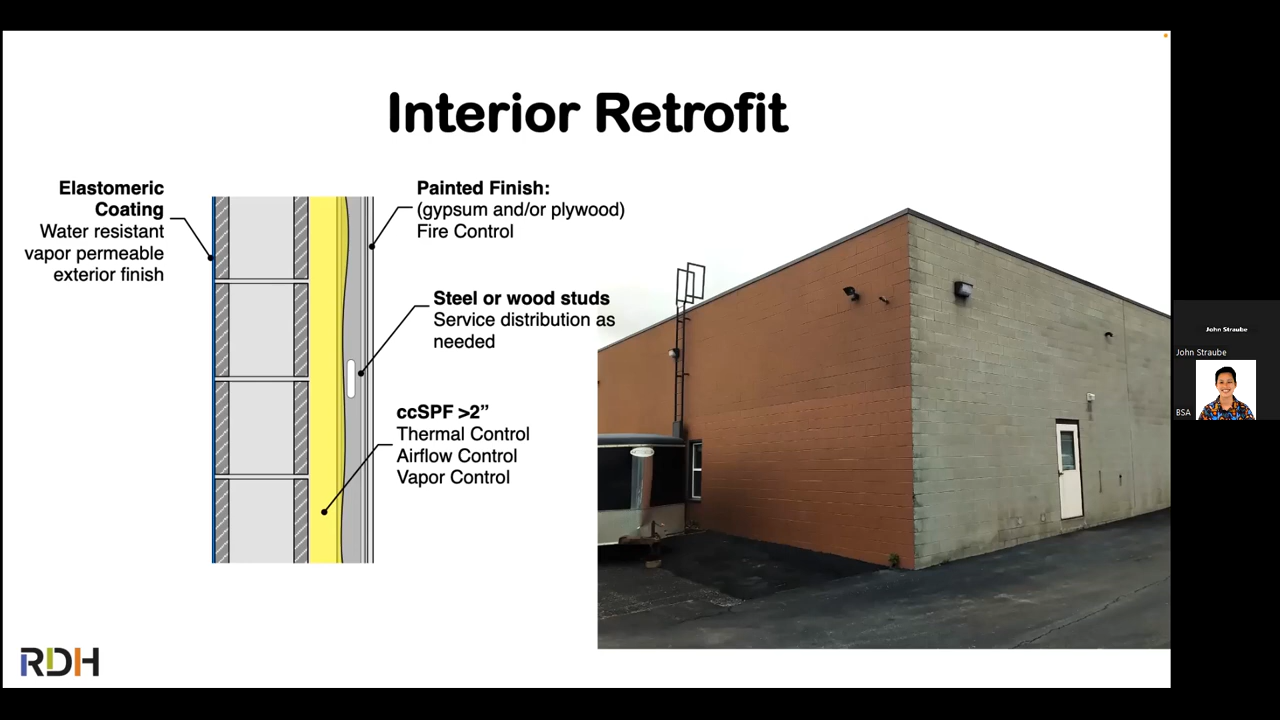 Interior Retrofit
Elastomeric
Coating
Water resistant
vapor permeable
exterior finish
Painted Finish:
(gypsum and/or plywood)
Fire Control
Steel or wood studs
Service distribution as
needed
ccSPF >2”
Thermal Control
Airflow Control
Vapor Control
RDH
John Straube
John Straube
BSA